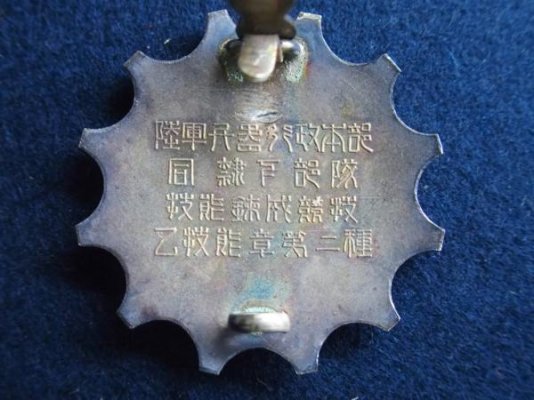 陸軍兵器行政本部
同隷下部隊
技能錬成競技
乙技能章第二種